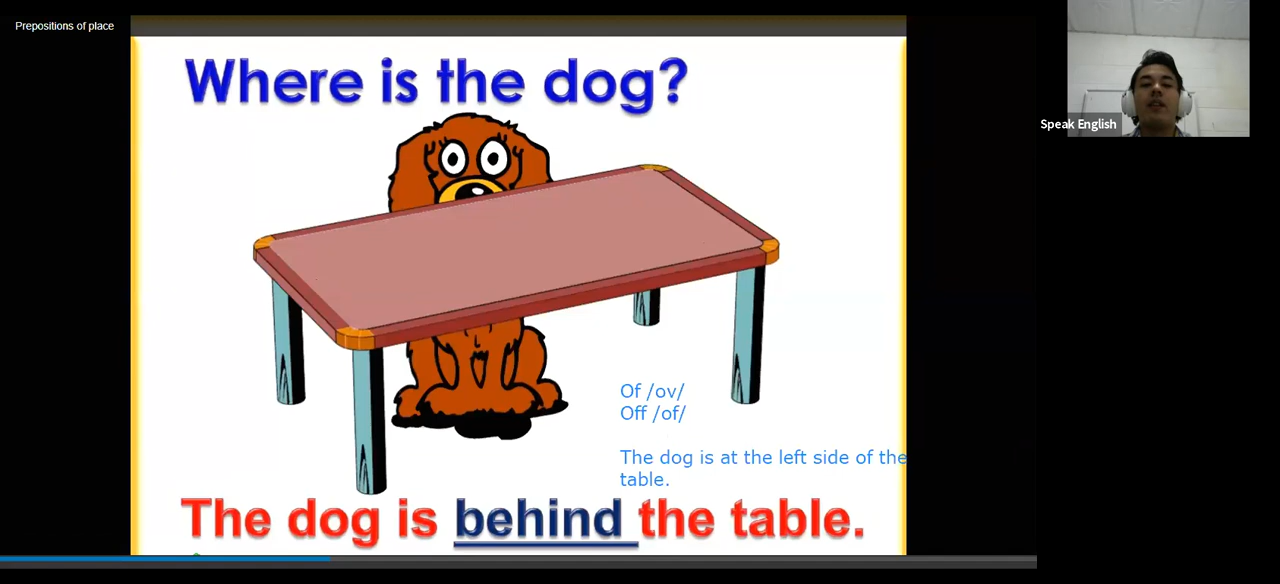 Prepositions of place
Where is the dog?
Speak English
Of /ov/
Off /of/
The dog is at the left side of the
table.
The dog is behind the table.